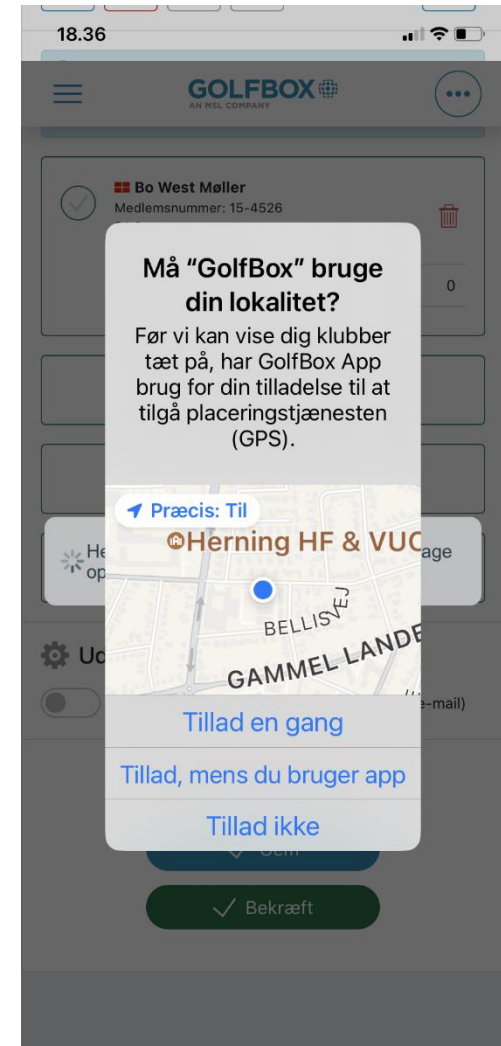 18.36
GOLFBOX
AN MSL COMPANY
Bo West Møller
Medlemsnummer: 15-4526
0
Må “GolfBox” bruge
din lokalitet?
Før vi kan vise dig klubber
tæt på, har GolfBox App
brug for din tilladelse til at
tilgå placeringstjænesten
(GPS).
Præcis: Til
Herning HF & VUC
BELLISVEJ
GAMMEL LANDE
e-mail)
Tillad en gang
Tillad, mens du bruger app
Tillad ikke
Bekræft